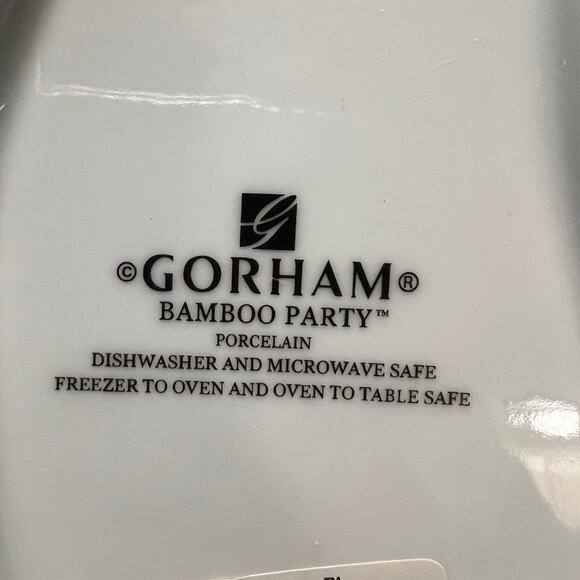 G
©GORHAM®
BAMBOO PARTY™
PORCELAIN
DISHWASHER AND MICROWAVE SAFE
FREEZER TO OVEN AND OVEN TO TABLE SAFE